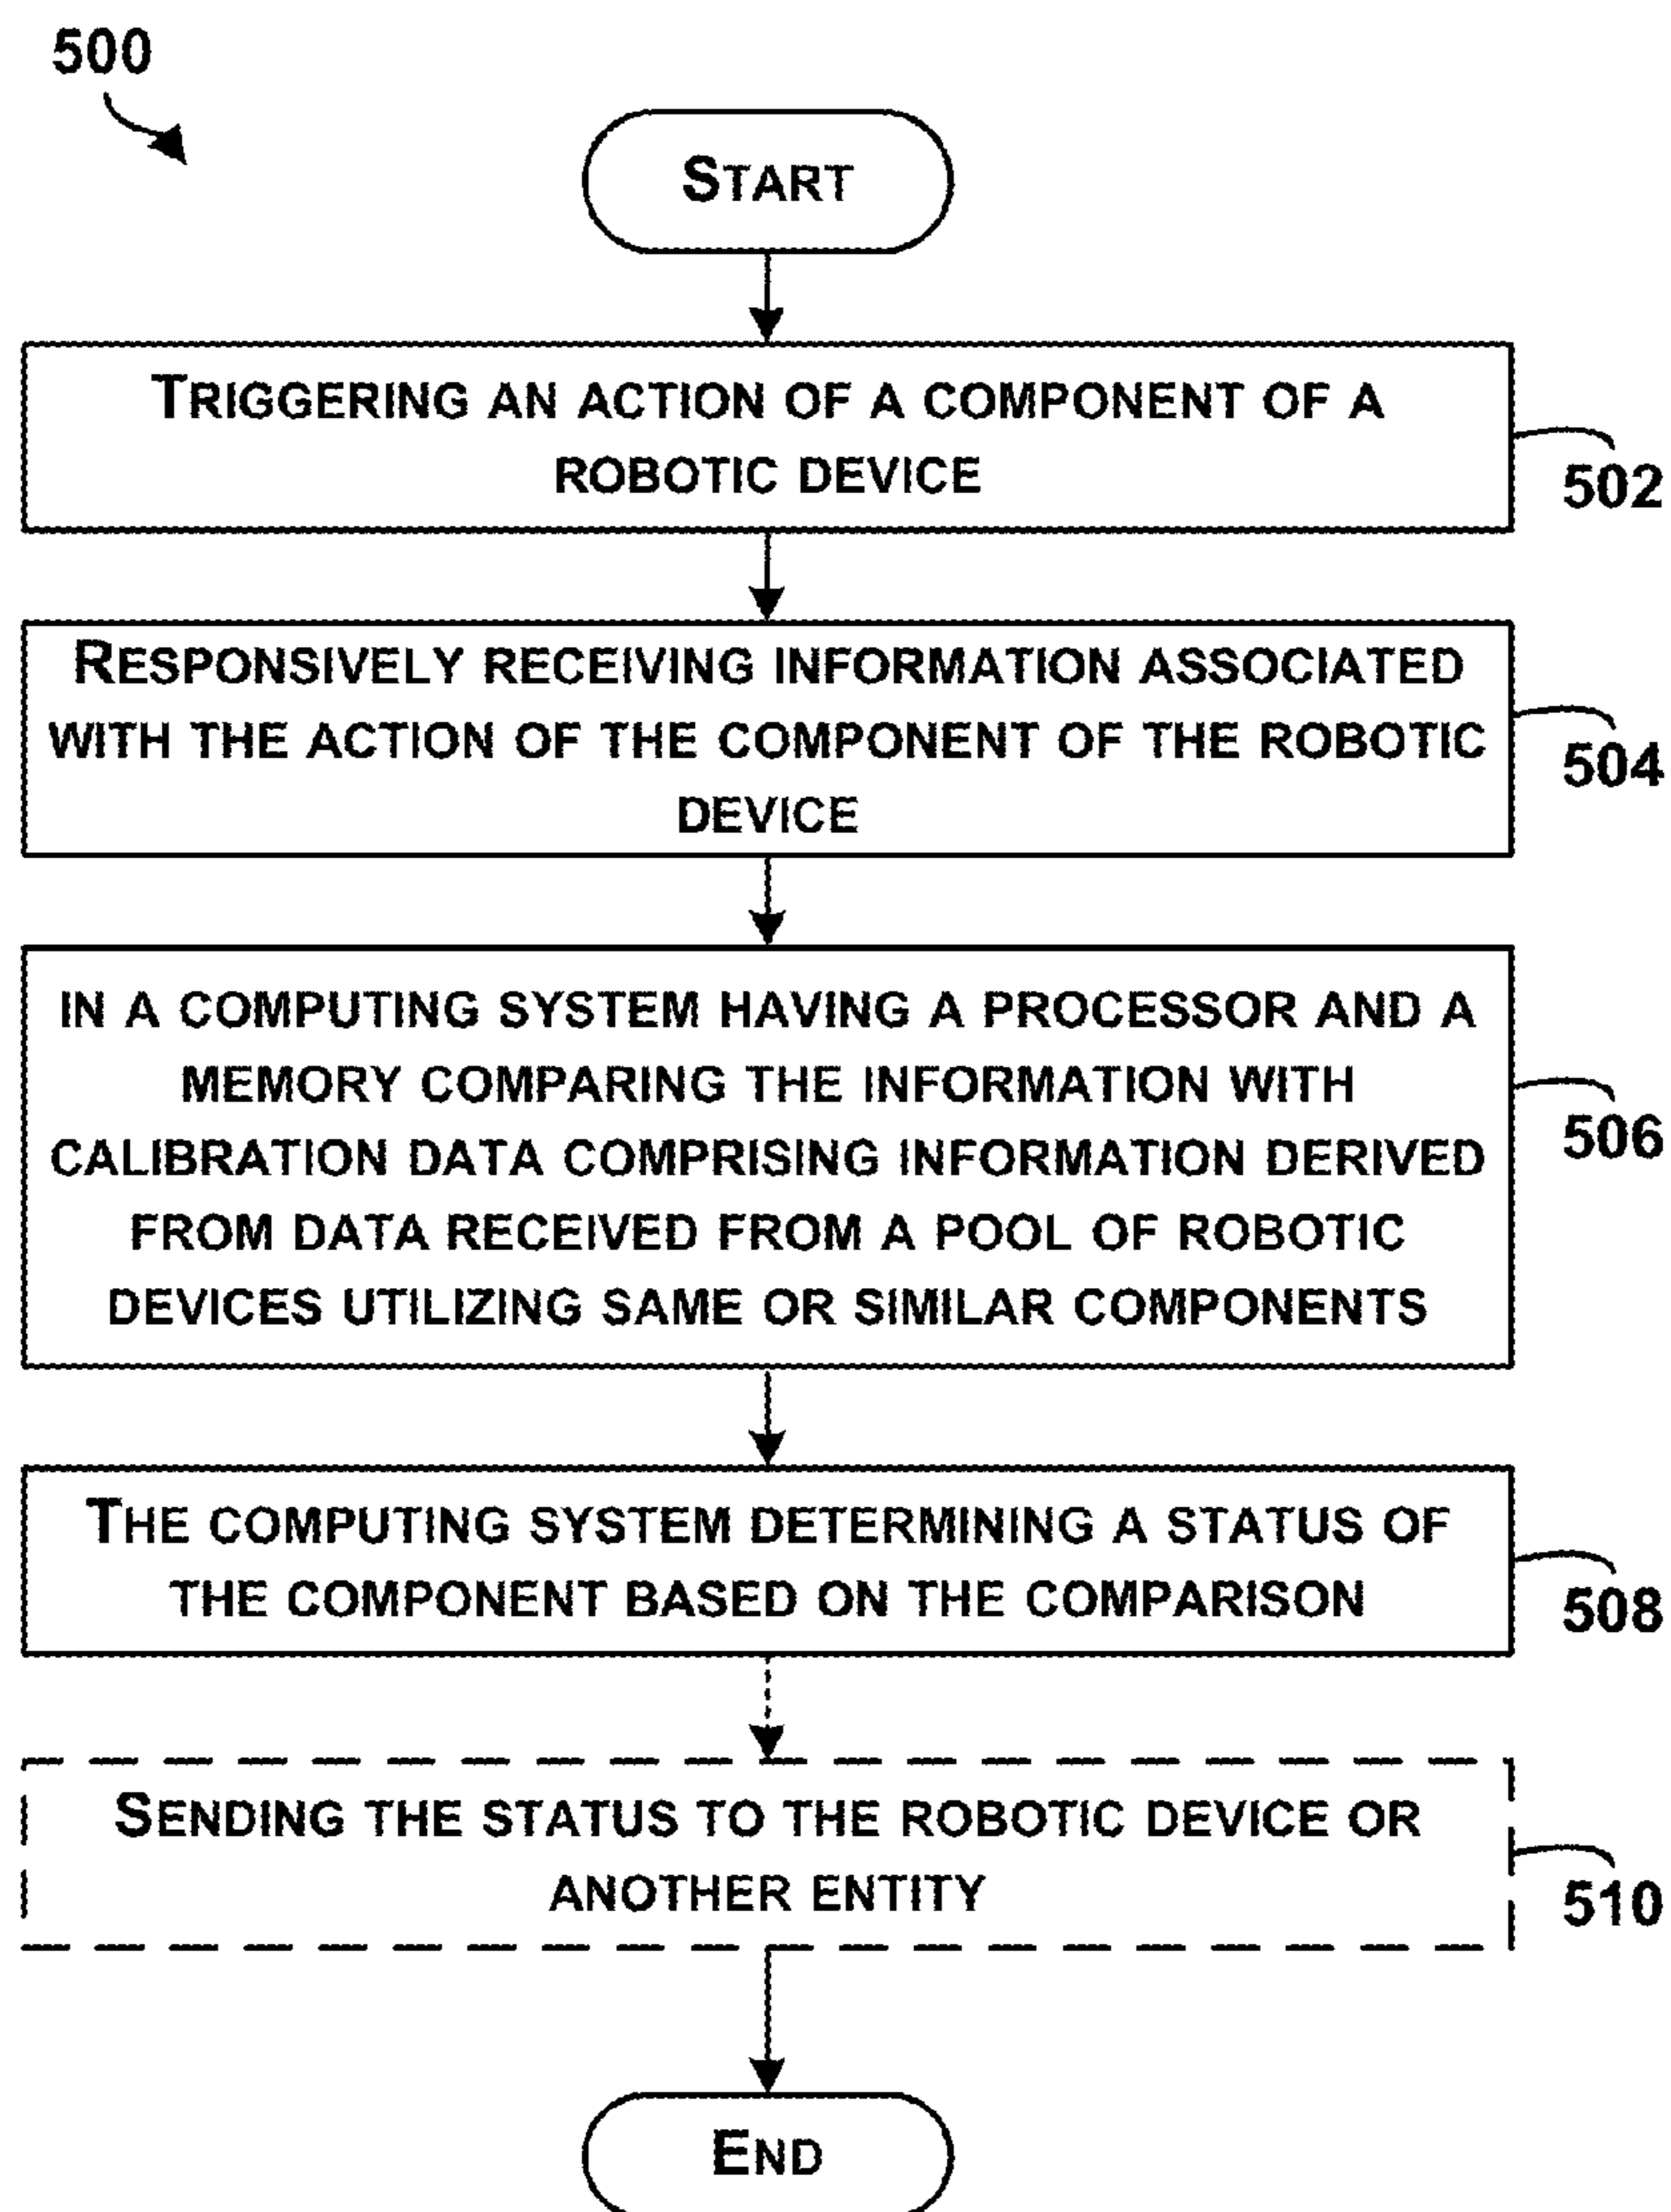 500
START
TRIGGERING AN ACTION OF A COMPONENT OF A
ROBOTIC DEVICE
502
RESPONSIVELY RECEIVING INFORMATION ASSOCIATED
WITH THE ACTION OF THE COMPONENT OF THE ROBOTIC
DEVICE
504
IN A COMPUTING SYSTEM HAVING A PROCESSOR AND A
MEMORY COMPARING THE INFORMATION WITH
CALIBRATION DATA COMPRISING INFORMATION DERIVED
FROM DATA RECEIVED FROM A POOL OF ROBOTIC
DEVICES UTILIZING SAME OR SIMILAR COMPONENTS
506
THE COMPUTING SYSTEM DETERMINING A STATUS OF
THE COMPONENT BASED ON THE COMPARISON
508
SENDING THE STATUS TO THE ROBOTIC DEVICE OR
ANOTHER ENTITY
510
END